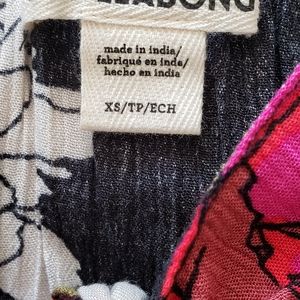 made in india/
fabriqué en inde/
hecho en india
XS/TP/ECH